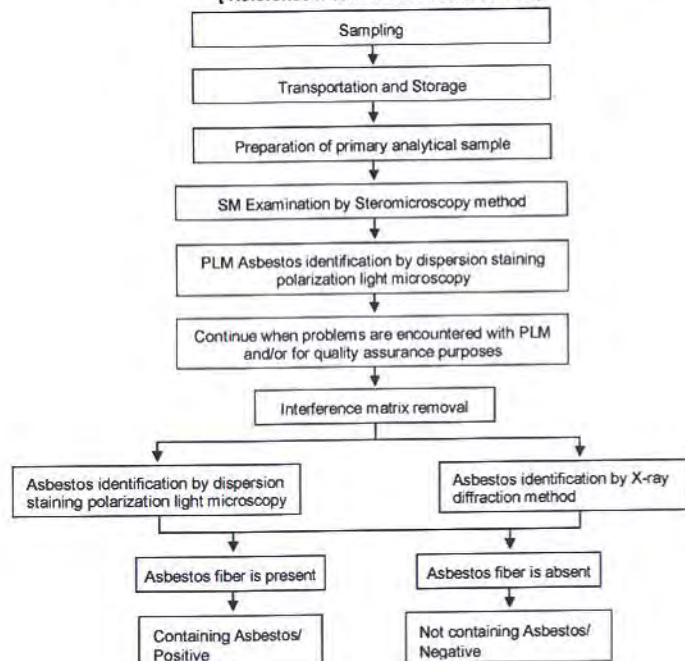 Sampling
Transportation and Storage
Preparation of primary analytical sample
SM Examination by Steromicroscopy method
PLM Asbestos identification by dispersion staining
polarization light microscopy
Continue when problems are encountered with PLM
and/or for quality assurance purposes
Interference matrix removal
Asbestos identification by dispersion
staining polarization light microscopy
Asbestos identification by X-ray
diffraction method
Asbestos fiber is present
Asbestos fiber is absent
Containing Asbestos/
Positive
Not containing Asbestos/
Negative